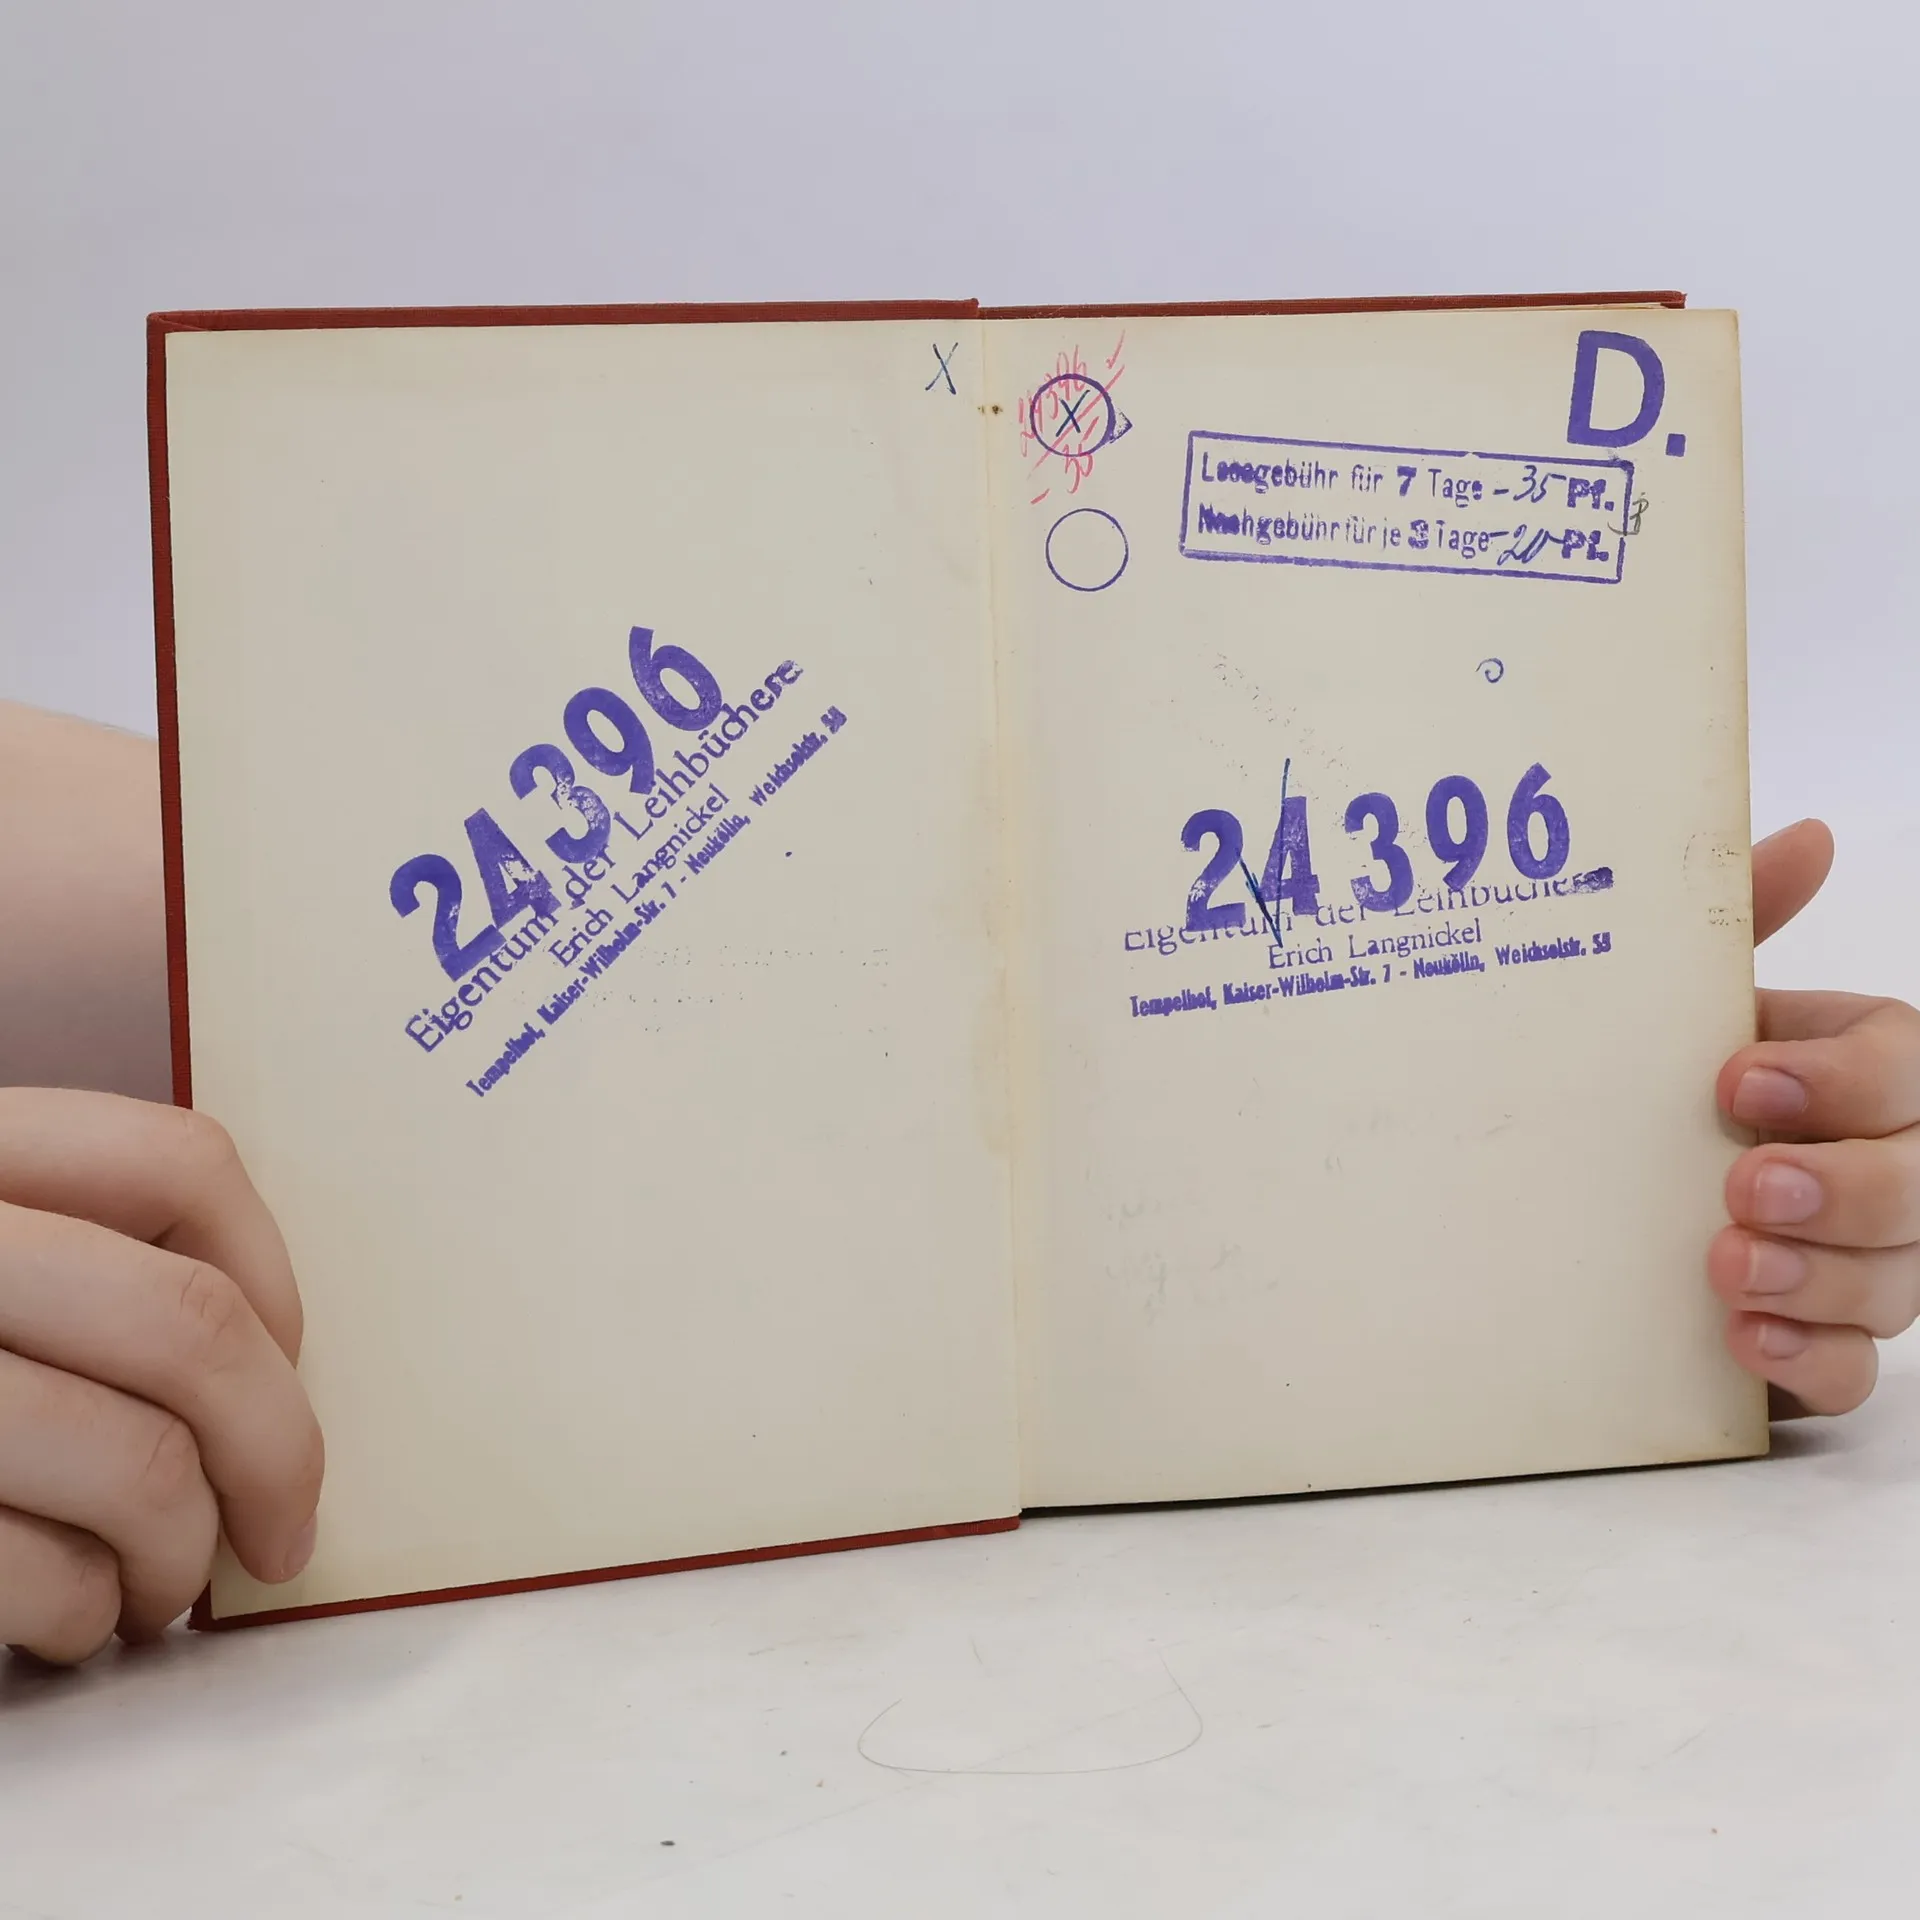 X
24396
Eigentum der Leihbücherei
Erich Langnickel
Tempelhof, Kaiser-Wilhelm-Str. 7 - Neukölln, Weichselstr.
D.
24396
X
- 35
Lesegebühr für 7 Tage - 35 Pf.
Nachgebühr für je 3 Tage - 20 Pf.
24396
Eigentum der Leihbücherei
Erich Langnickel
Tempelhof, Kaiser-Wilhelm-Str. 7 - Neukölln, Weichselstr.